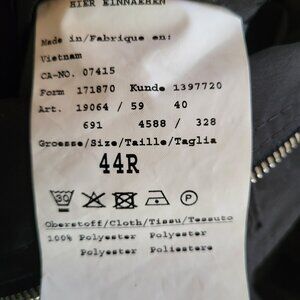 HIER EINNAEHEN
Made in/Fabrique en:
Vietnam
CA-NO. 07415
Form 171870 Kunde 1397720
Art. 19064 / 59 40
691 4588 / 328
Groesse/Size/Taille/Taglia
44R
30 P
Oberstoff/Cloth/Tissu/Tessuto
100% Polyester Polyester
Polyester Poliestere